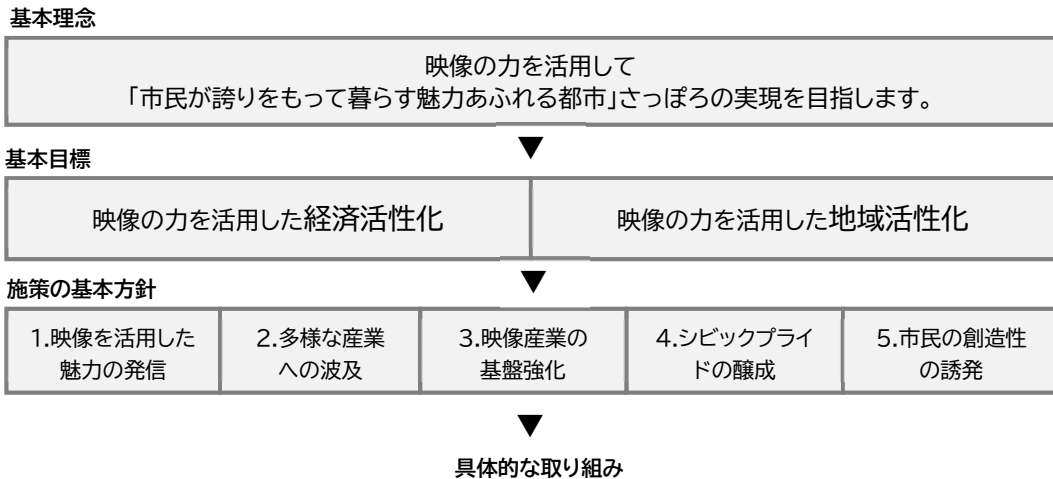 基本理念
映像の力を活用して
「市民が誇りをもって暮らす魅力あふれる都市」さっぽろの実現を目指します。
▼
基本目標
映像の力を活用した経済活性化
映像の力を活用した地域活性化
▼
施策の基本方針
1.映像を活用した
魅力の発信
2.多様な産業
への波及
3.映像産業の
基盤強化
4.シビックプライ
ドの醸成
5.市民の創造性
の誘発
▼
具体的な取り組み